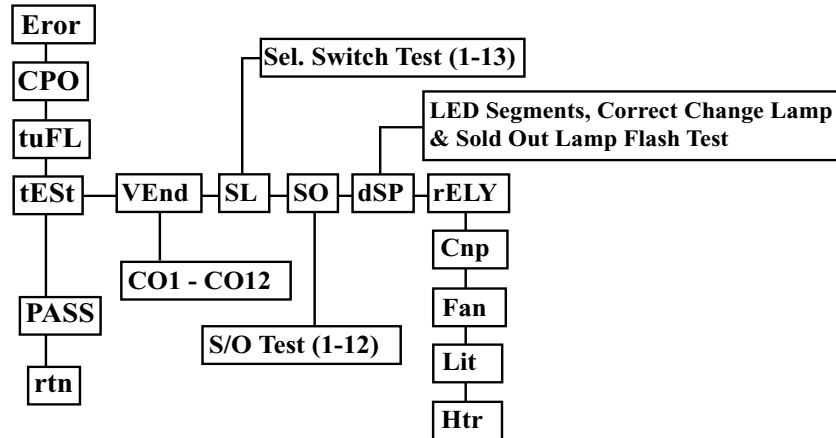 Eror
CPO
Sel. Switch Test (1-13)
LED Segments, Correct Change Lamp
& Sold Out Lamp Flash Test
tuFL
tESt
VEnd
SL
SO
dSP
rELY
Cnp
CO1 - CO12
PASS
Fan
S/O Test (1-12)
Lit
rtn
Htr